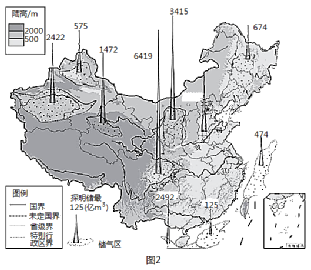 陆高/m
2000
500
575
2422
1472
6419
3415
674
474
2492
125
图例
国界
未定国界
省级界
特别行
政区界
探明储量
125(亿m³)
储气区
图2